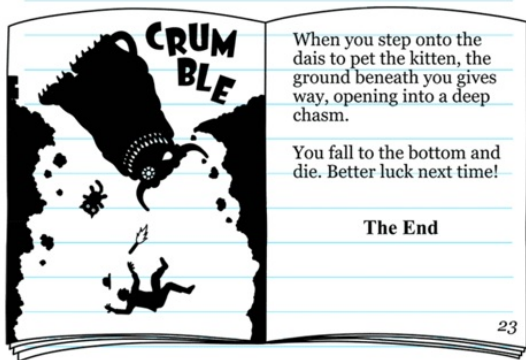 CRUM
BLE
When you step onto the
dais to pet the kitten, the
ground beneath you gives
way, opening into a deep
chasm.
You fall to the bottom and
die. Better luck next time!
The End
23